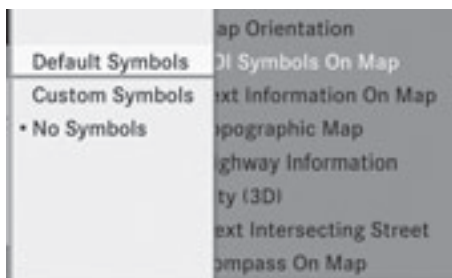 ap Orientation
Default Symbols
OI Symbols On Map
Custom Symbols
ext Information On Map
• No Symbols
opographic Map
ighway Information
ity (3D)
ext Intersecting Street
ompass On Map